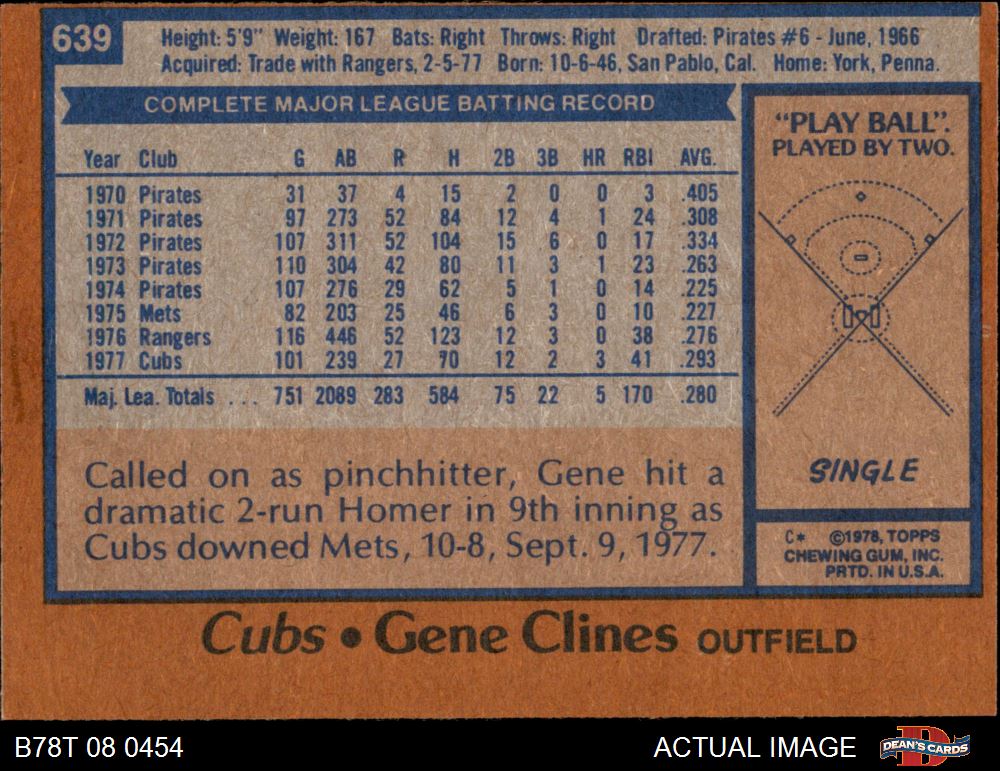 639
Height: 5'9" Weight: 167 Bats: Right Throws: Right Drafted: Pirates #6 - June, 1966
Acquired: Trade with Rangers, 2-5-77 Born: 10-6-46, San Pablo, Cal. Home: York, Penna.
COMPLETE MAJOR LEAGUE BATTING RECORD
Year Club G AB R H 2B 3B HR RBI AVG.
1970 Pirates 31 37 4 15 2 0 0 3 .405
1971 Pirates 97 273 52 84 12 4 1 24 .308
1972 Pirates 107 311 52 104 15 6 0 17 .334
1973 Pirates 110 304 42 80 11 3 1 23 .263
1974 Pirates 107 276 29 62 5 1 0 14 .225
1975 Mets 82 203 25 46 6 3 0 10 .227
1976 Rangers 116 446 52 123 12 3 0 38 .276
1977 Cubs 101 239 27 70 12 2 3 41 .293
Maj. Lea. Totals ... 751 2089 283 584 75 22 5 170 .280
Called on as pinchhitter, Gene hit a
dramatic 2-run Homer in 9th inning as
Cubs downed Mets, 10-8, Sept. 9, 1977.
"PLAY BALL".
PLAYED BY TWO.
SINGLE
C* ©1978, TOPPS
CHEWING GUM, INC.
PRTD. IN U.S.A.
Cubs • Gene Clines OUTFIELD
B78T 08 0454
ACTUAL IMAGE
DEAN'S CARDS